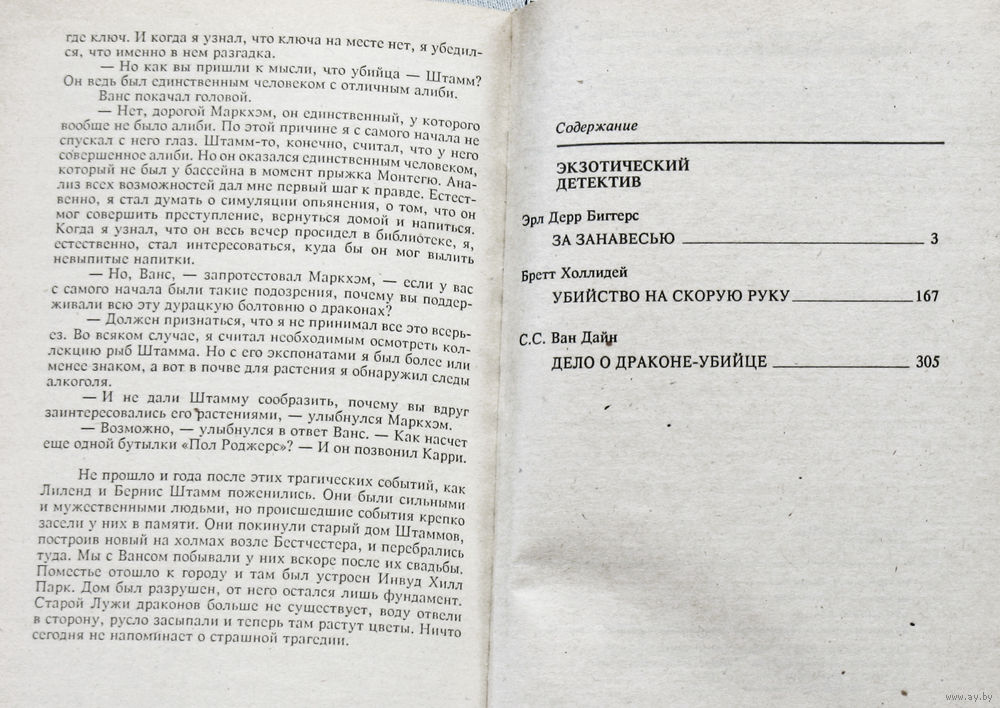 где ключ. И когда я узнал, что ключа на месте нет, я убедил-
ся, что именно в нем разгадка.
— Но как вы пришли к мысли, что убийца — Штамм?
Он ведь был единственным человеком с отличным алиби.
Ванс покачал головой.
— Нет, дорогой Маркхэм, он единственный, у которого
вообще не было алиби. По этой причине я с самого начала не
спускал с него глаз. Штамм-то, конечно, считал, что у него
совершенное алиби. Но он оказался единственным человеком,
который не был у бассейна в момент прыжка Монтегю. Ана-
лиз всех возможностей дал мне первый шаг к правде. Естест-
венно, я стал думать о симуляции опьянения, о том, что он
мог совершить преступление, вернуться домой и напиться.
Когда я узнал, что он весь вечер просидел в библиотеке, я,
естественно, стал интересоваться, куда бы он мог вылить
невыпитые напитки.
— Но, Ванс, — запротестовал Маркхэм, — если у вас
с самого начала были такие подозрения, почему вы поддер-
живали всю эту дурацкую болтовню о драконах?
— Должен признаться, что я не принимал все это всерь-
ез. Во всяком случае, я считал необходимым осмотреть кол-
лекцию рыб Штамма. Но с его экспонатами я был более или
менее знаком, а вот в почве для растения я обнаружил следы
алкоголя.
— И не дали Штамму сообразить, почему вы вдруг
заинтересовались его растениями, — улыбнулся Маркхэм.
— Возможно, — улыбнулся в ответ Ванс. — Как насчет
еще одной бутылки «Пол Роджерс»? — И он позвонил Карри.
Не прошло и года после этих трагических событий, как
Лиленд и Бернис Штамм поженились. Они были сильными
и мужественными людьми, но происшедшие события крепко
засели у них в памяти. Они покинули старый дом Штаммов,
построив новый на холмах возле Бестчестера, и перебрались
туда. Мы с Вансом побывали у них вскоре после их свадьбы.
Поместье отошло к городу и там был устроен Инвуд Хилл
Парк. Дом был разрушен, от него остался лишь фундамент.
Старой Лужи драконов больше не существует, воду отвели
в сторону, русло засыпали и теперь там растут цветы. Ничто
сегодня не напоминает о страшной трагедии.
Содержание
ЭКЗОТИЧЕСКИЙ
ДЕТЕКТИВ
Эрл Дерр Биггерс
ЗА ЗАНАВЕСЬЮ 3
Бретт Холлидей
УБИЙСТВО НА СКОРУЮ РУКУ 167
С.С. Ван Дайн
ДЕЛО О ДРАКОНЕ-УБИЙЦЕ 305
www.ay.by